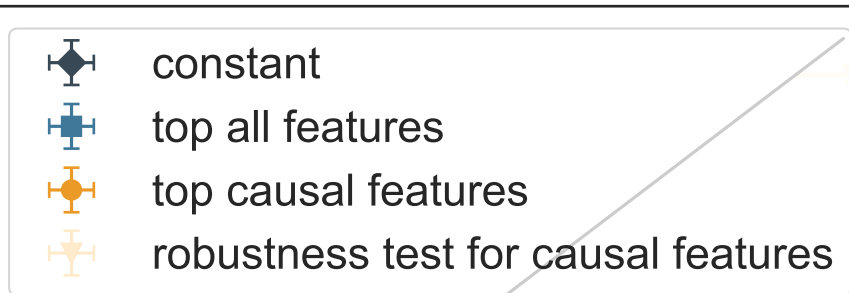 constant
top all features
top causal features
robustness test for causal features